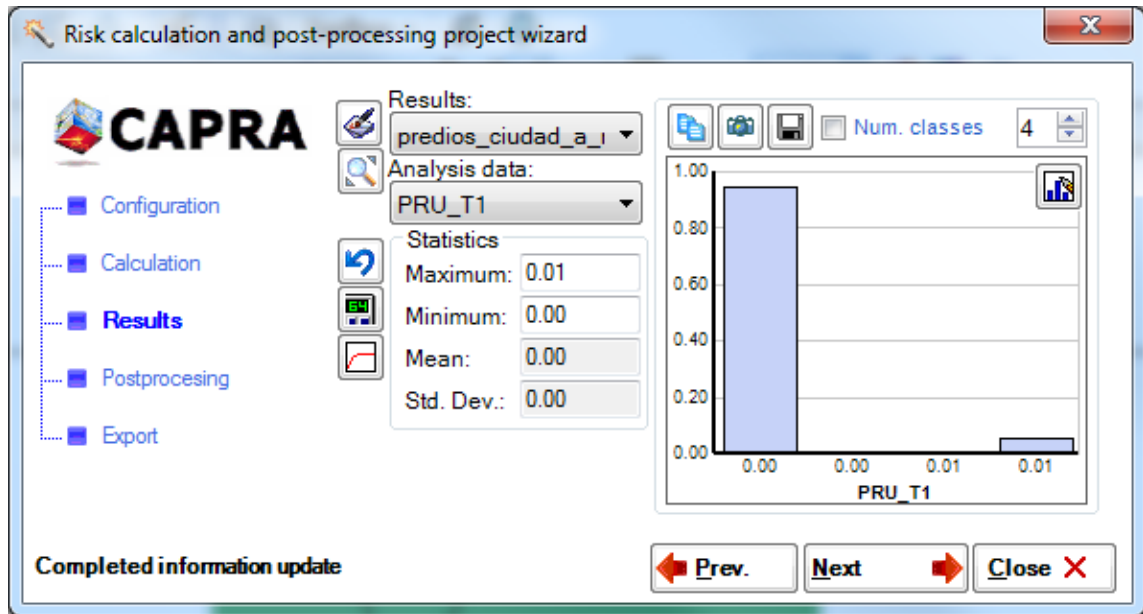 Risk calculation and post-processing project wizard
CAPRA
Configuration
Calculation
Results
Postprocesing
Export
Results:
predios_ciudad_a_
Analysis data:
PRU_T1
Statistics
Maximum: 0.01
Minimum: 0.00
Mean: 0.00
Std. Dev.: 0.00
Num. classes 4
1.00
0.80
0.60
0.40
0.20
0.00
0.00 0.00 0.01 0.01
PRU_T1
Completed information update
Prev. Next Close